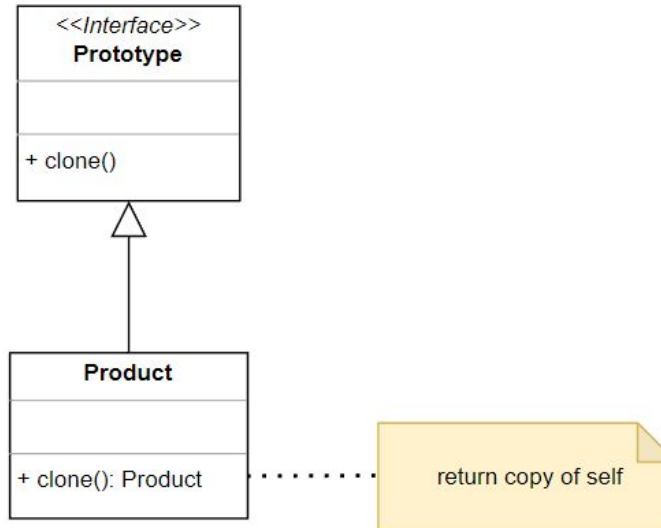 <<Interface>>
Prototype
+ clone()
Product
+ clone(): Product
return copy of self